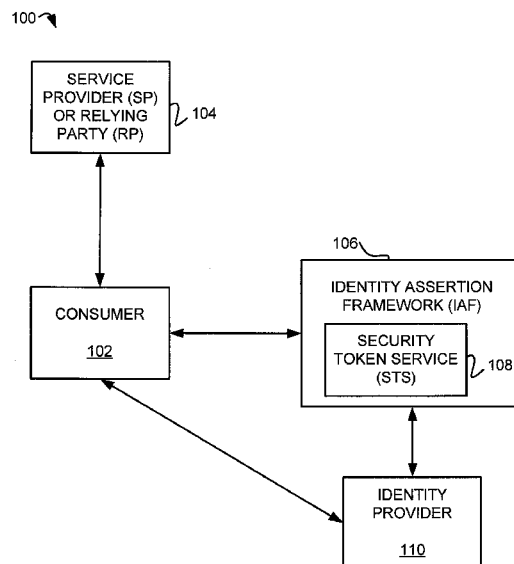 100
SERVICE
PROVIDER (SP)
OR RELYING
PARTY (RP)
104
106
IDENTITY ASSERTION
FRAMEWORK (IAF)
CONSUMER
102
SECURITY
TOKEN SERVICE
(STS)
108
IDENTITY
PROVIDER
110